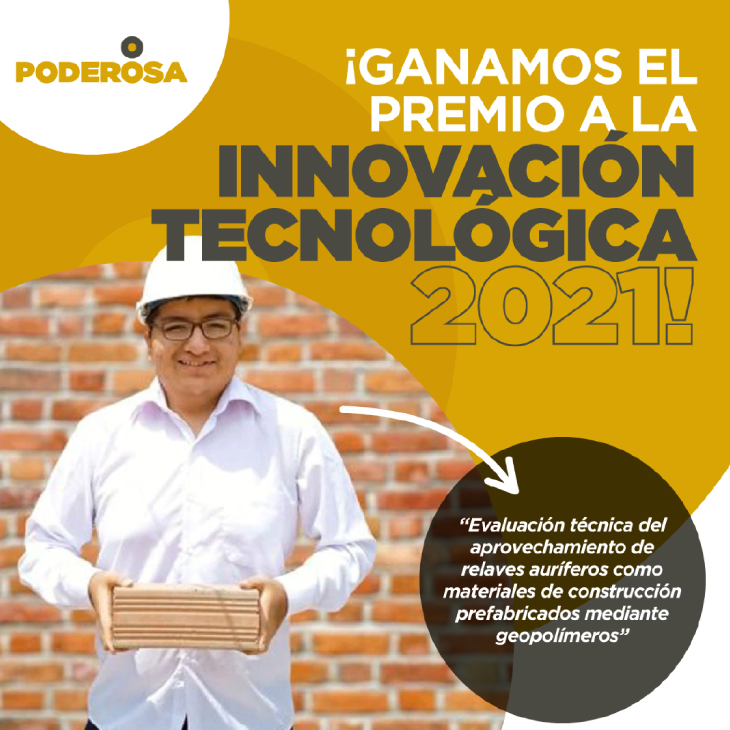 PODEROSA
¡GANAMOS EL
PREMIO A LA
INNOVACIÓN
TECNOLÓGICA
2021!
“Evaluación técnica del
aprovechamiento de
relaves auríferos como
materiales de construcción
prefabricados mediante
geopolímeros”